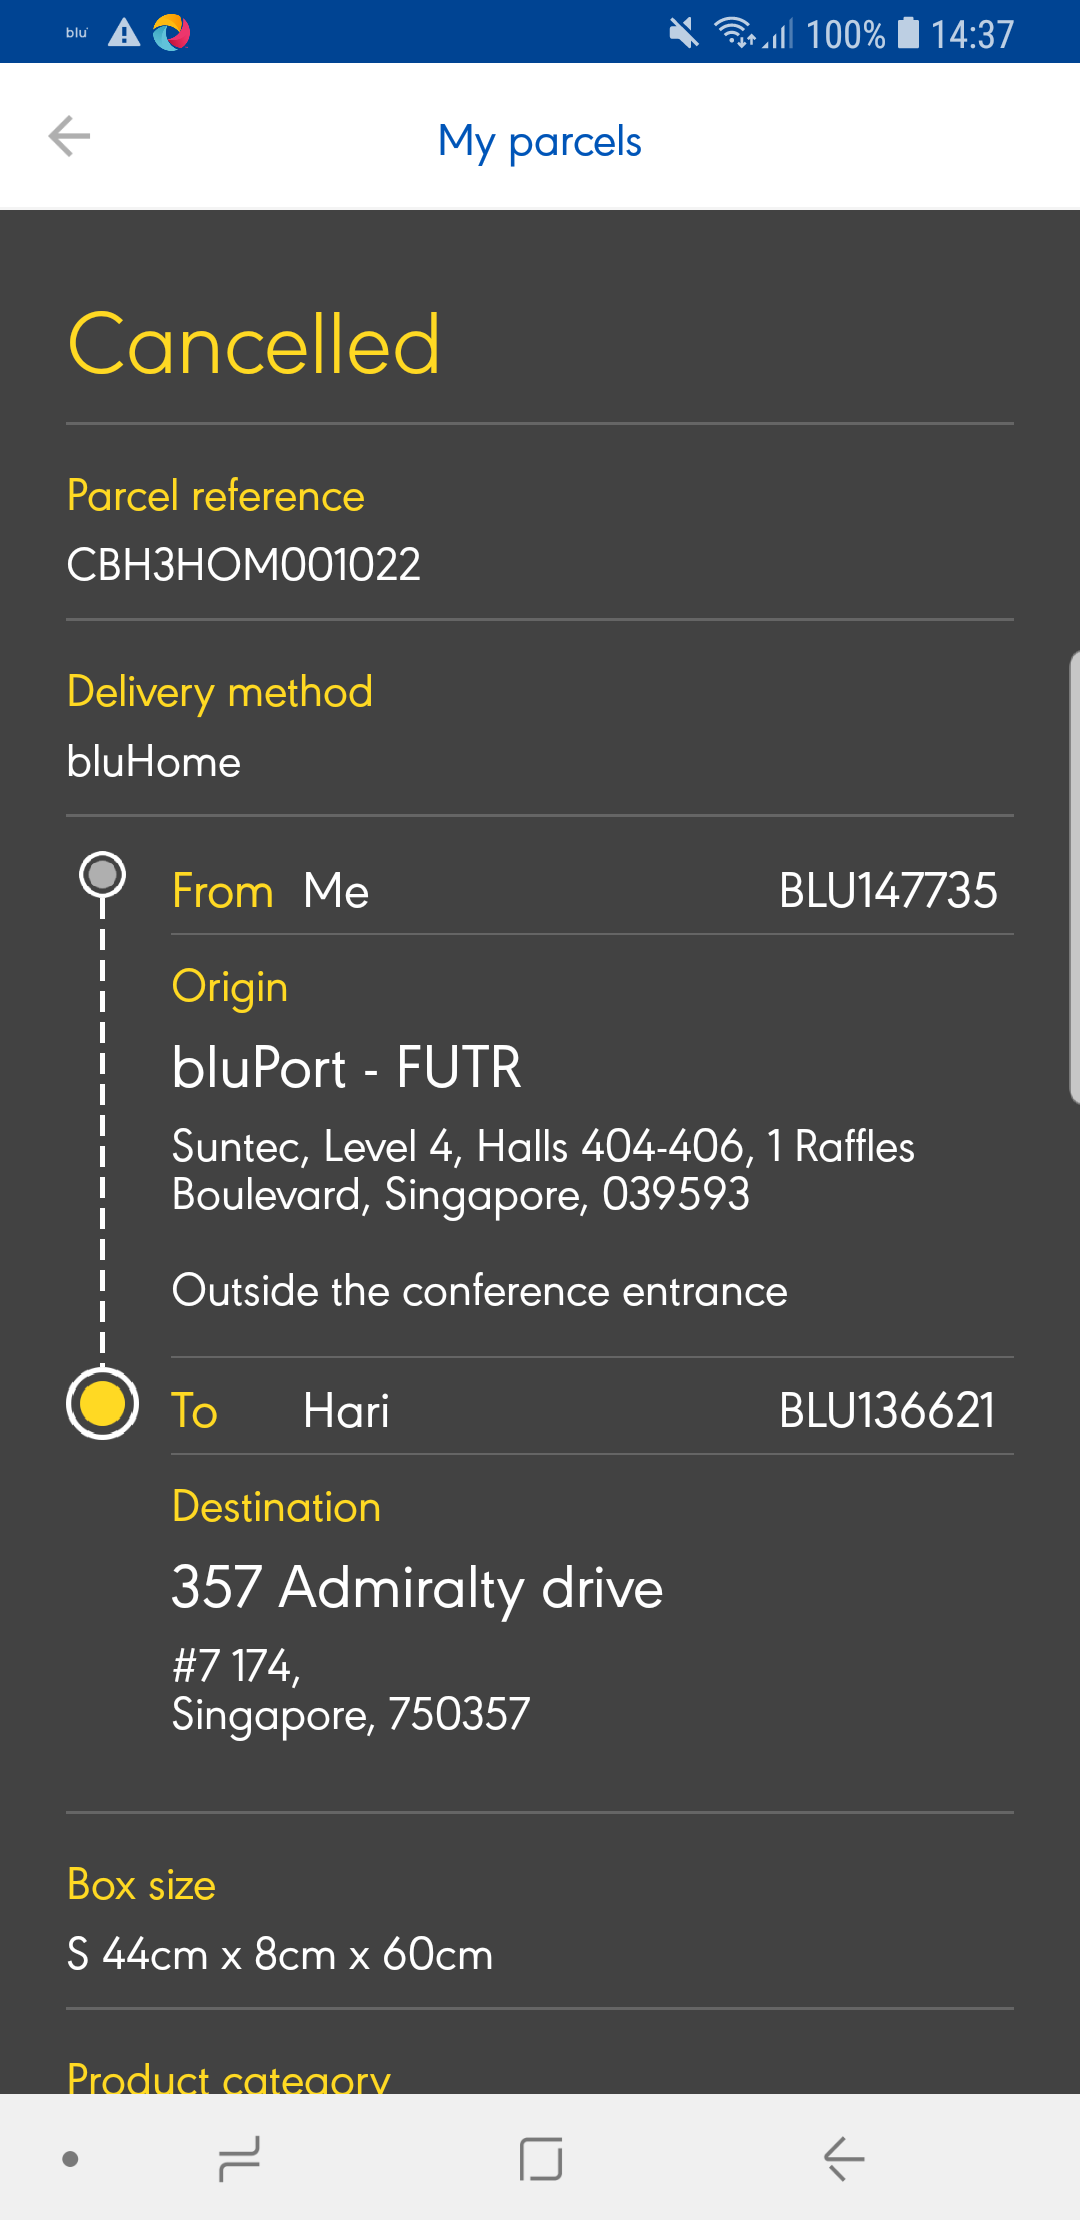 blu
100% 14:37
My parcels
Cancelled
Parcel reference
CBH3HOM001022
Delivery method
bluHome
From Me BLU147735
Origin
bluPort - FUTR
Suntec, Level 4, Halls 404-406, 1 Raffles
Boulevard, Singapore, 039593
Outside the conference entrance
To Hari BLU136621
Destination
357 Admiralty drive
#7 174,
Singapore, 750357
Box size
S 44cm x 8cm x 60cm
Product category